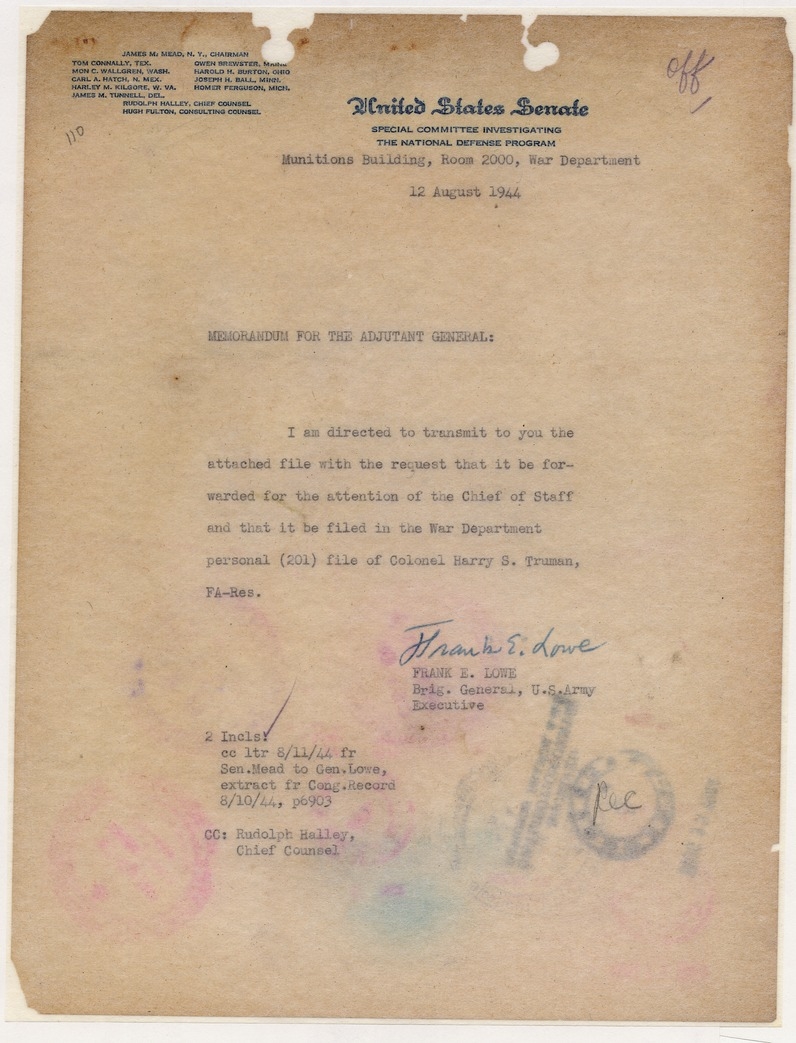 JAMES M. MEAD, N. Y., CHAIRMAN
TOM CONNALLY, TEX. OWEN BREWSTER, MAINE
MON C. WALLGREN, WASH. HAROLD H. BURTON, OHIO
CARL A. HATCH, N. MEX. JOSEPH H. BALL, MINN.
HARLEY M. KILGORE, W. VA. HOMER FERGUSON, MICH.
JAMES M. TUNNELL, DEL.
RUDOLPH HALLEY, CHIEF COUNSEL
HUGH FULTON, CONSULTING COUNSEL
off
110
United States Senate
SPECIAL COMMITTEE INVESTIGATING
THE NATIONAL DEFENSE PROGRAM
Munitions Building, Room 2000, War Department
12 August 1944
MEMORANDUM FOR THE ADJUTANT GENERAL:
I am directed to transmit to you the
attached file with the request that it be for-
warded for the attention of the Chief of Staff
and that it be filed in the War Department
personal (201) file of Colonel Harry S. Truman,
FA-Res.
Frank E. Lowe
FRANK E. LOWE
Brig. General, U.S.Army
Executive
2 Incls:
cc ltr 8/11/44 fr
Sen.Mead to Gen.Lowe,
extract fr Cong.Record
8/10/44, p6903
Rec
CC: Rudolph Halley,
Chief Counsel